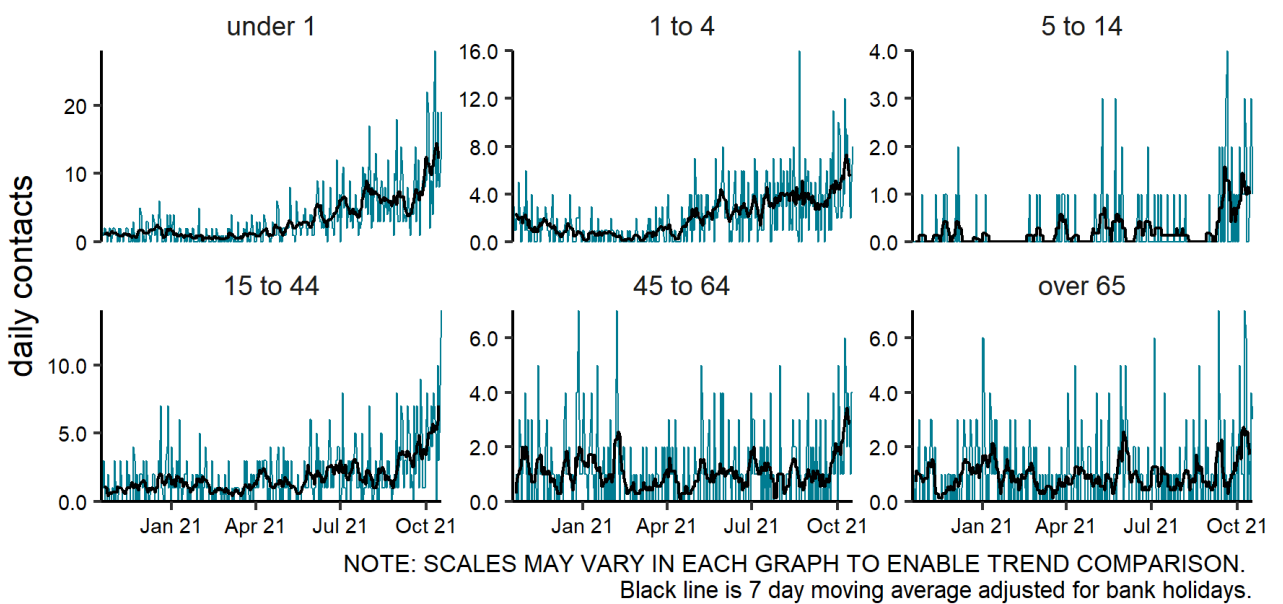 under 1
1 to 4
5 to 14
daily contacts
20
10
0
16.0
12.0
8.0
4.0
0.0
4.0
3.0
2.0
1.0
0.0
15 to 44
45 to 64
over 65
10.0
5.0
0.0
6.0
4.0
2.0
0.0
6.0
4.0
2.0
0.0
Jan 21 Apr 21 Jul 21 Oct 21
Jan 21 Apr 21 Jul 21 Oct 21
Jan 21 Apr 21 Jul 21 Oct 21
NOTE: SCALES MAY VARY IN EACH GRAPH TO ENABLE TREND COMPARISON.
Black line is 7 day moving average adjusted for bank holidays.